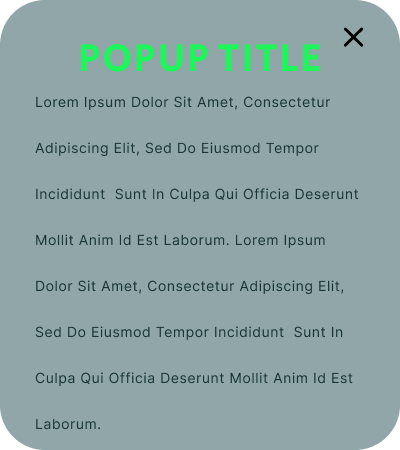 POPUP TITLE
Lorem Ipsum Dolor Sit Amet, Consectetur
Adipiscing Elit, Sed Do Eiusmod Tempor
Incididunt  Sunt In Culpa Qui Officia Deserunt
Mollit Anim Id Est Laborum. Lorem Ipsum
Dolor Sit Amet, Consectetur Adipiscing Elit,
Sed Do Eiusmod Tempor Incididunt  Sunt In
Culpa Qui Officia Deserunt Mollit Anim Id Est
Laborum.